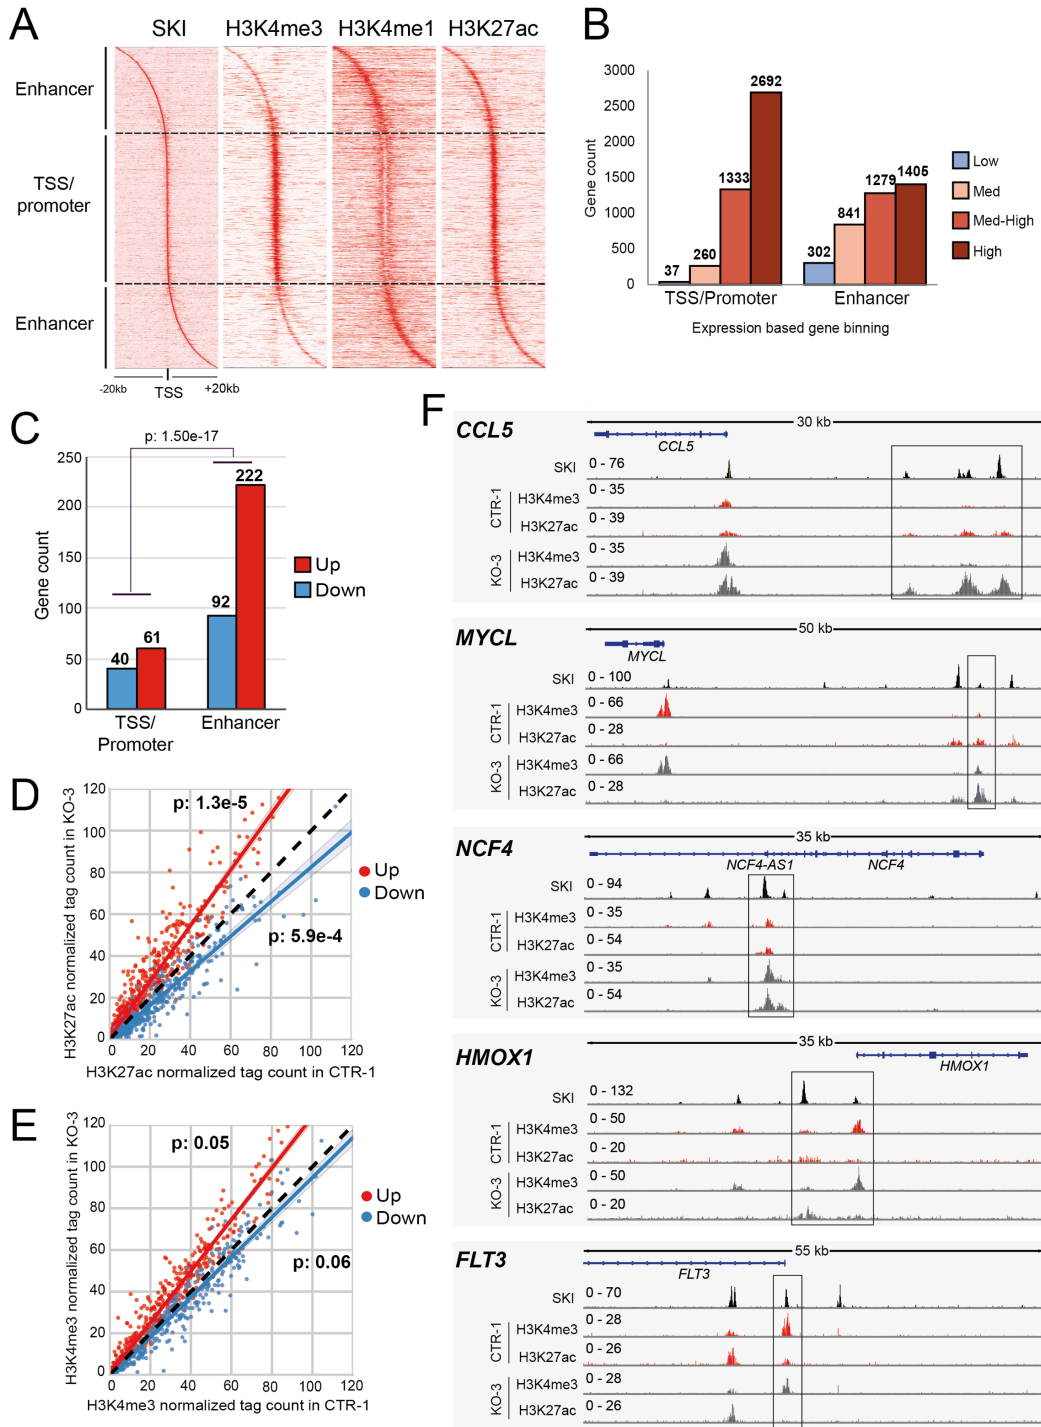 A
SKI H3K4me3 H3K4me1 H3K27ac
Enhancer
TSS/
promoter
Enhancer
-20kb TSS +20kb
B
3000
2500
2000
1500
1000
500
0
Gene count
37 260 1333 2692
302 841 1279 1405
TSS/Promoter Enhancer
Expression based gene binning
Low
Med
Med-High
High
C
p: 1.50e-17
250
200
150
100
50
0
Gene count
40 61 92 222
TSS/
Promoter
Enhancer
Up
Down
D
120
100
80
60
40
20
0
H3K27ac normalized tag count in KO-3
p: 1.3e-5
p: 5.9e-4
Up
Down
0 20 40 60 80 100 120
H3K27ac normalized tag count in CTR-1
E
120
100
80
60
40
20
0
H3K4me3 normalized tag count in KO-3
p: 0.05
p: 0.06
Up
Down
0 20 40 60 80 100 120
H3K4me3 normalized tag count in CTR-1
F
CCL5
30 kb
CCL5
SKI 0 - 76
CTR-1
H3K4me3 0 - 35
H3K27ac 0 - 39
KO-3
H3K4me3 0 - 35
H3K27ac 0 - 39
MYCL
50 kb
MYCL
SKI 0 - 100
CTR-1
H3K4me3 0 - 66
H3K27ac 0 - 28
KO-3
H3K4me3 0 - 66
H3K27ac 0 - 28
NCF4
35 kb
NCF4-AS1 NCF4
SKI 0 - 94
CTR-1
H3K4me3 0 - 35
H3K27ac 0 - 54
KO-3
H3K4me3 0 - 35
H3K27ac 0 - 54
HMOX1
35 kb
HMOX1
SKI 0 - 132
CTR-1
H3K4me3 0 - 50
H3K27ac 0 - 20
KO-3
H3K4me3 0 - 50
H3K27ac 0 - 20
FLT3
55 kb
FLT3
SKI 0 - 70
CTR-1
H3K4me3 0 - 28
H3K27ac 0 - 26
KO-3
H3K4me3 0 - 28
H3K27ac 0 - 26